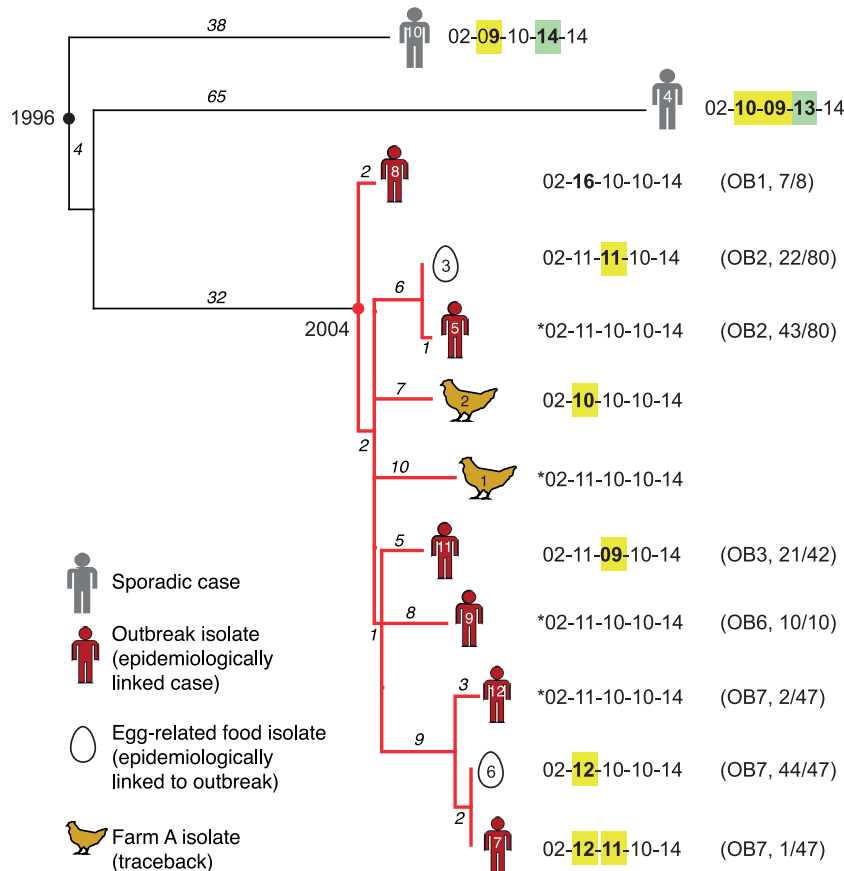 38
10
02-09-10-14-14
65
4
02-10-09-13-14
1996
4
2
8
02-16-10-10-14 (OB1, 7/8)
3
02-11-11-10-14 (OB2, 22/80)
6
32
2004
5
1
*02-11-10-10-14 (OB2, 43/80)
7
2
02-10-10-10-14
2
10
1
*02-11-10-10-14
5
11
02-11-09-10-14 (OB3, 21/42)
Sporadic case
8
9
1
*02-11-10-10-14 (OB6, 10/10)
Outbreak isolate
(epidemiologically
linked case)
3
12
*02-11-10-10-14 (OB7, 2/47)
Egg-related food isolate
(epidemiologically
linked to outbreak)
9
6
02-12-10-10-14 (OB7, 44/47)
2
7
02-12-11-10-14 (OB7, 1/47)
Farm A isolate
(traceback)